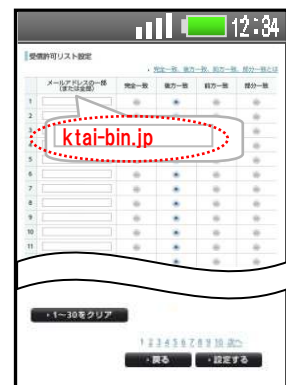 12:34
受信許可リスト設定
・完全一致、後方一致、前方一致、部分一致とは
メールアドレスの一部
(または全部)
完全一致 後方一致 前方一致 部分一致
1
2
3
ktai-bin.jp
5
6
7
8
9
10
11
・1~30をクリア
1 2 3 4 5 6 7 8 9 10 次へ
・戻る ・設定する